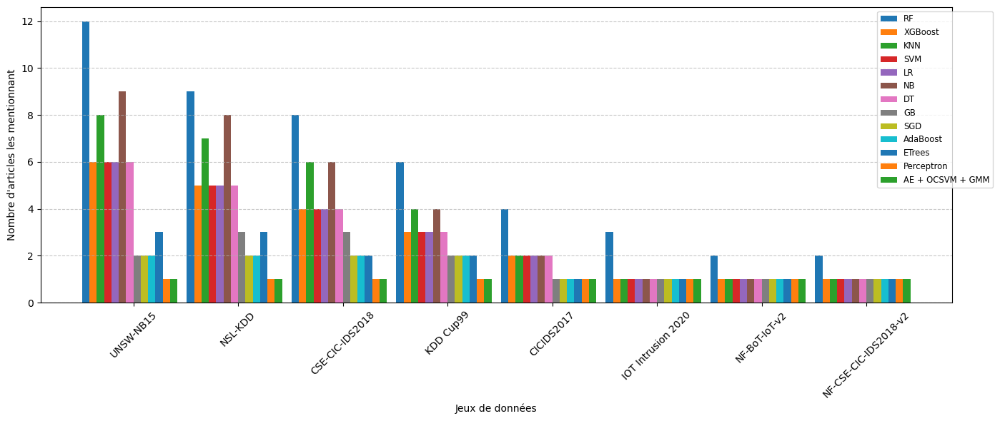 12
10
8
6
4
2
0
Nombre d'articles les mentionnant
RF
XGBoost
KNN
SVM
LR
NB
DT
GB
SGD
AdaBoost
ETrees
Perceptron
AE + OCSVM + GMM
UNSW-NB15
NSL-KDD
CSE-CIC-IDS2018
KDD Cup99
CICIDS2017
IOT Intrusion 2020
NF-BoT-IoT-v2
NF-CSE-CIC-IDS2018-v2
Jeux de données